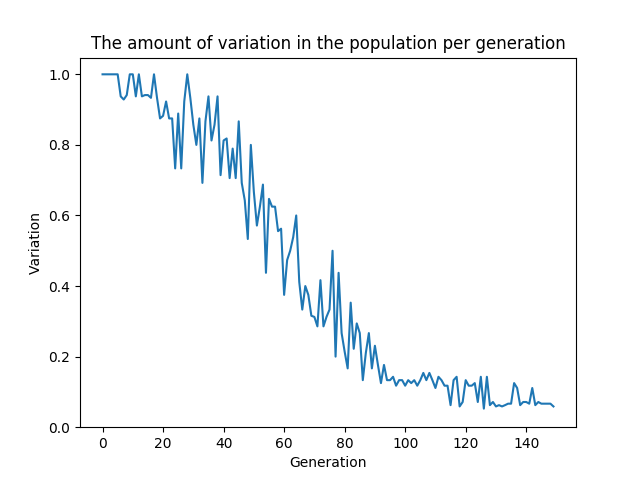 The amount of variation in the population per generation
1.0
0.8
0.6
0.4
0.2
0.0
Variation
0 20 40 60 80 100 120 140
Generation